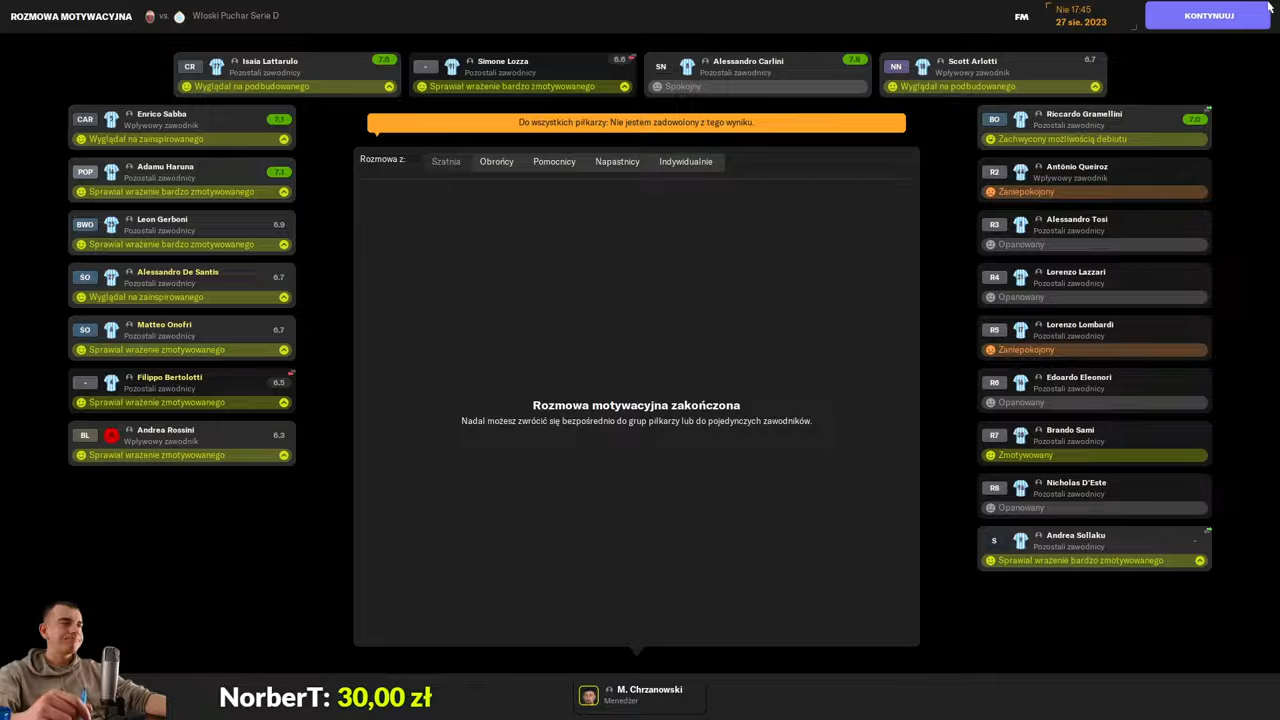 ROZMOWA MOTYWACYJNA
vs.
Włoski Puchar Serie D
FM
Nie 17:45
27 sie. 2023
KONTYNUUJ
CR
Isaia Lattarulo
Pozostali zawodnicy
Wyglądał na podbudowanego
-
Simone Lozza
6.6
Pozostali zawodnicy
Sprawiał wrażenie bardzo zmotywowanego
SN
Alessandro Carlini
Pozostali zawodnicy
Spokojny
NN
Scott Arlotti
6.7
Wpływowy zawodnik
Wyglądał na podbudowanego
CAR
Enrico Sabba
7.1
Wpływowy zawodnik
Wyglądał na zainspirowanego
POP
Adamu Haruna
7.1
Pozostali zawodnicy
Sprawiał wrażenie bardzo zmotywowanego
BWO
Leon Gerboni
6.9
Pozostali zawodnicy
Sprawiał wrażenie bardzo zmotywowanego
ŚO
Alessandro De Santis
6.7
Pozostali zawodnicy
Wyglądał na zainspirowanego
ŚO
Matteo Onofri
6.7
Pozostali zawodnicy
Sprawiał wrażenie zmotywowanego
-
Filippo Bertolotti
6.5
Pozostali zawodnicy
Sprawiał wrażenie zmotywowanego
BL
Andrea Rossini
6.3
Wpływowy zawodnik
Sprawiał wrażenie zmotywowanego
Do wszystkich piłkarzy: Nie jestem zadowolony z tego wyniku.
Rozmowa z:
Szatnia
Obrońcy
Pomocnicy
Napastnicy
Indywidualnie
Rozmowa motywacyjna zakończona
Nadal możesz zwrócić się bezpośrednio do grup piłkarzy lub do pojedynczych zawodników.
BO
Riccardo Gramellini
7.0
Pozostali zawodnicy
Zachwycony możliwością debiutu
R2
António Queiroz
Wpływowy zawodnik
Zaniepokojony
R3
Alessandro Tosi
Pozostali zawodnicy
Opanowany
R4
Lorenzo Lazzari
Pozostali zawodnicy
Opanowany
R5
Lorenzo Lombardi
Pozostali zawodnicy
Zaniepokojony
R6
Edoardo Eleonori
Pozostali zawodnicy
Opanowany
R7
Brando Sami
Pozostali zawodnicy
Zmotywowany
R8
Nicholas D'Este
Pozostali zawodnicy
Opanowany
S
Andrea Sollaku
-
Pozostali zawodnicy
Sprawiał wrażenie bardzo zmotywowanego
NorberT: 30,00 zł
M. Chrzanowski
Menedżer